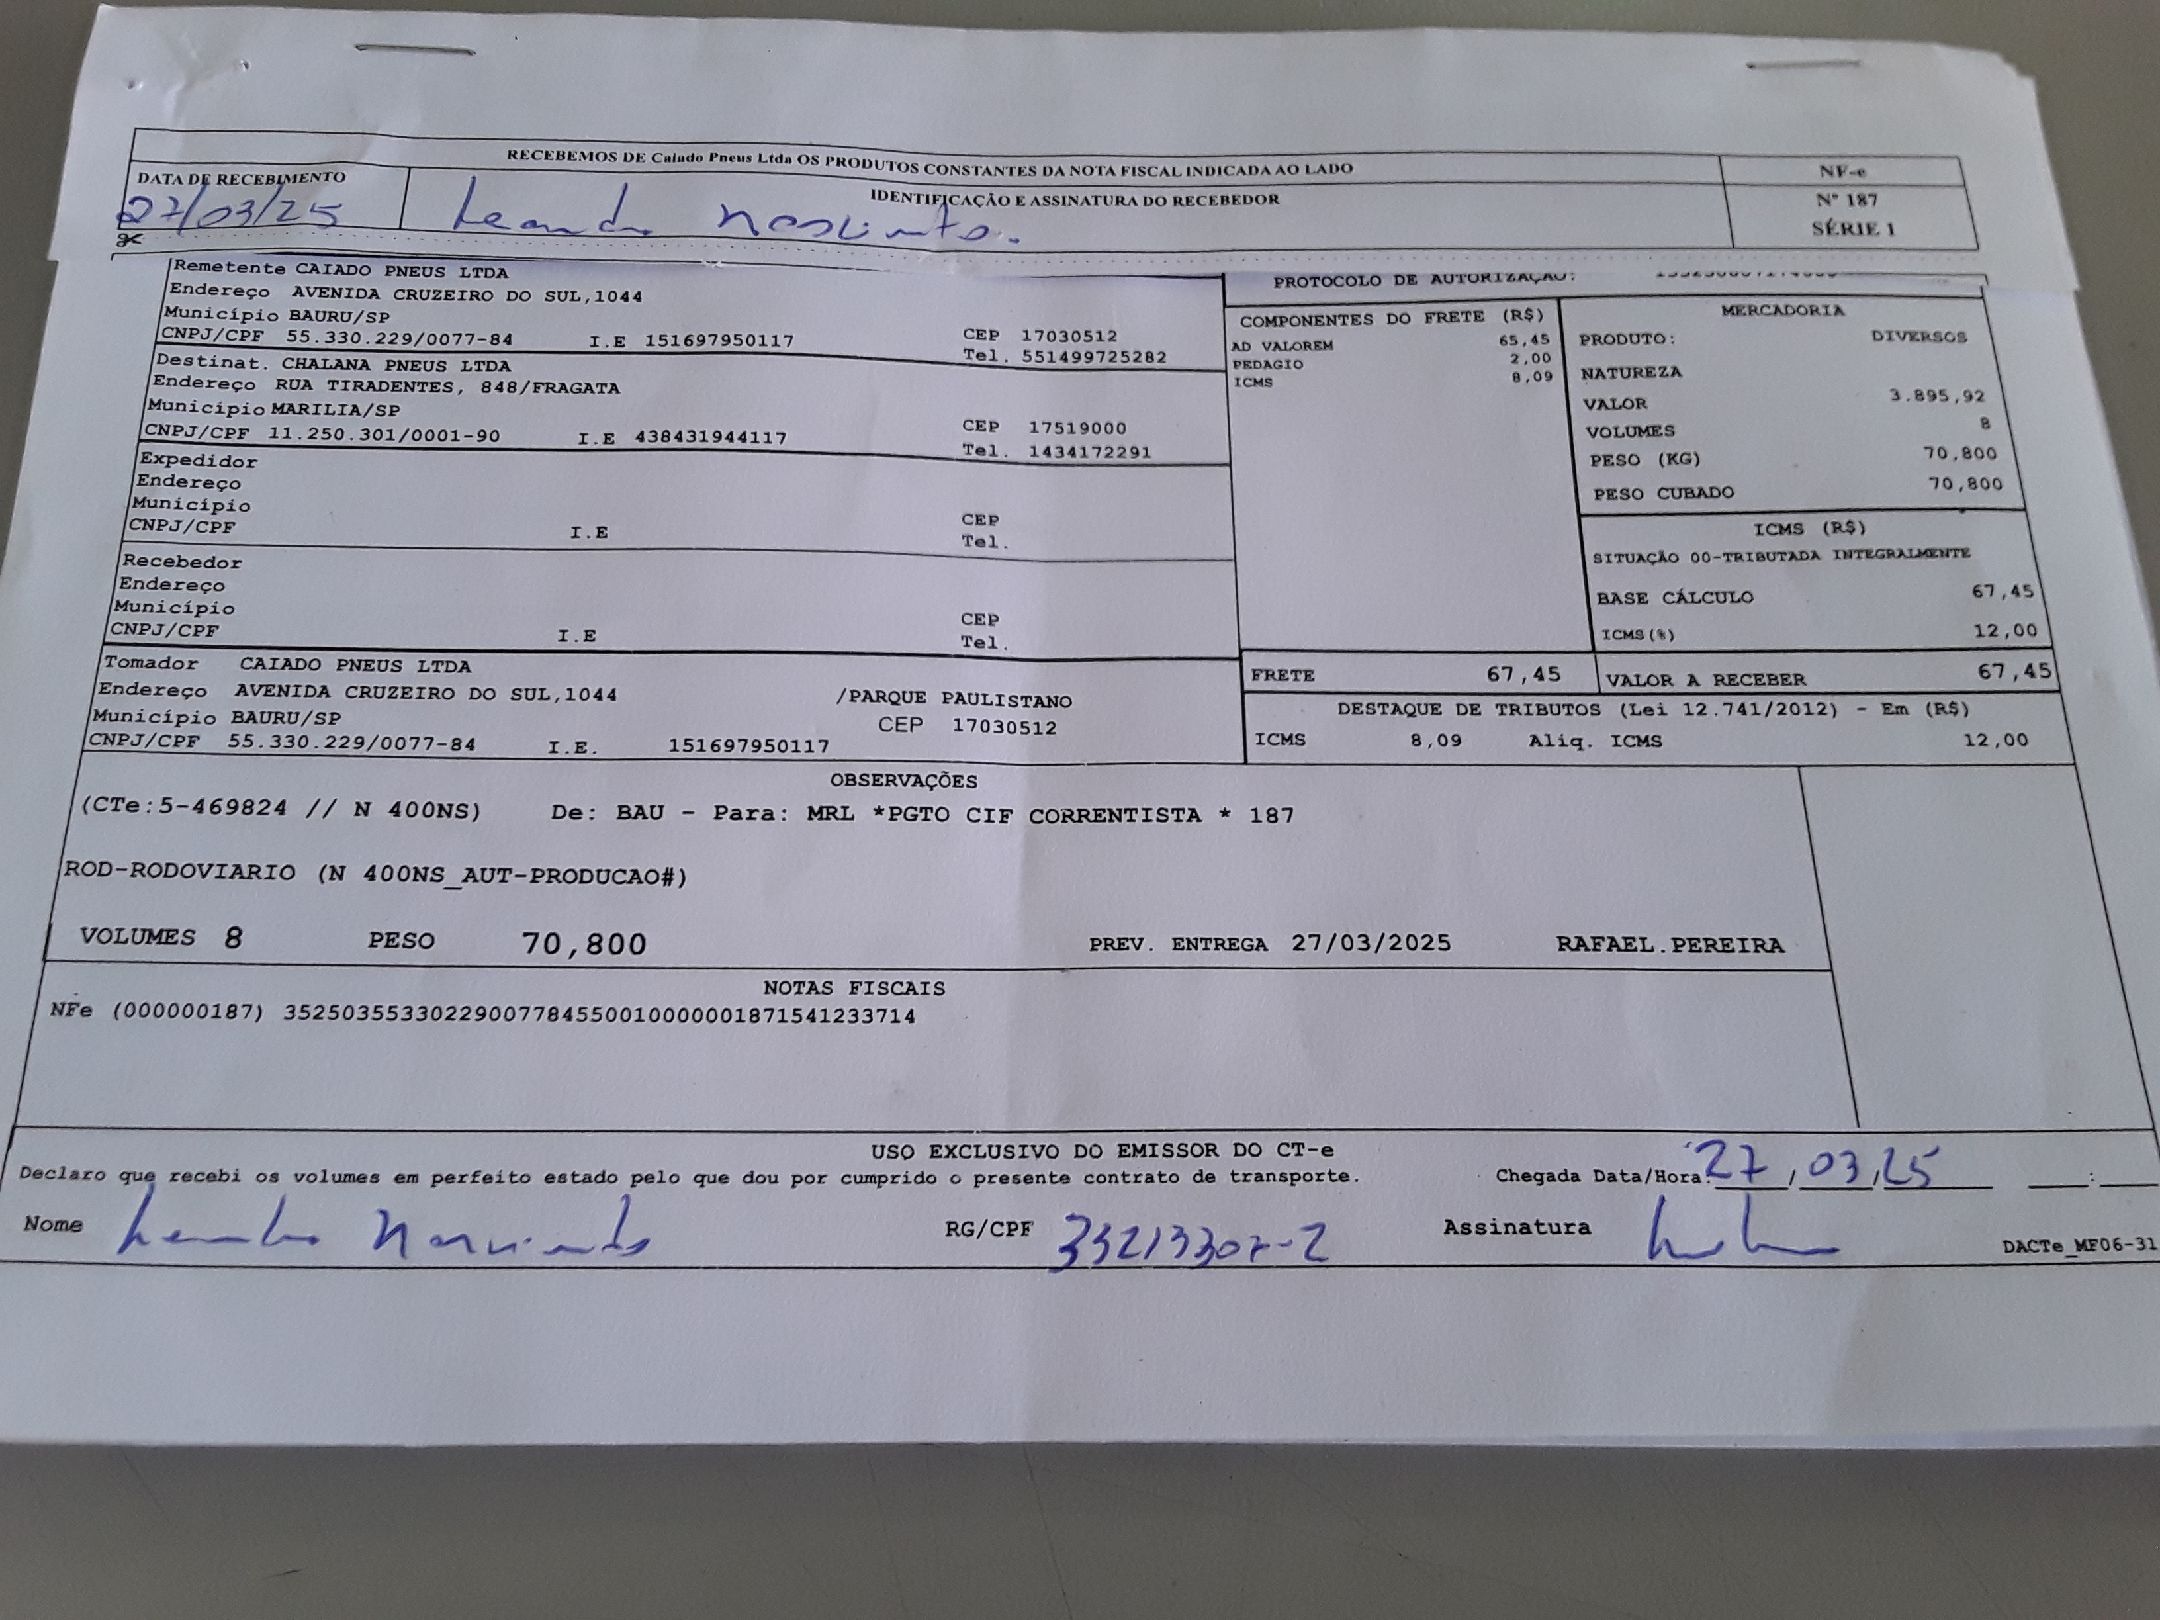 RECEBEMOS DE Caiado Pneus Ltda OS PRODUTOS CONSTANTES DA NOTA FISCAL INDICADA AO LADO
NF-e
Nº 187
SÉRIE 1
DATA DE RECEBIMENTO
IDENTIFICAÇÃO E ASSINATURA DO RECEBEDOR
27/03/25 Leandro Nascimento.
Remetente CAIADO PNEUS LTDA
Endereço AVENIDA CRUZEIRO DO SUL,1044
Município BAURU/SP CEP 17030512
CNPJ/CPF 55.330.229/0077-84 I.E 151697950117 Tel. 551499725282
Destinat. CHALANA PNEUS LTDA
Endereço RUA TIRADENTES, 848/FRAGATA
Município MARILIA/SP CEP 17519000
CNPJ/CPF 11.250.301/0001-90 I.E 438431944117 Tel. 1434172291
Expedidor
Endereço
Município CEP
CNPJ/CPF I.E Tel.
Recebedor
Endereço
Município CEP
CNPJ/CPF I.E Tel.
Tomador CAIADO PNEUS LTDA
Endereço AVENIDA CRUZEIRO DO SUL,1044 /PARQUE PAULISTANO
Município BAURU/SP CEP 17030512
CNPJ/CPF 55.330.229/0077-84 I.E. 151697950117
PROTOCOLO DE AUTORIZAÇÃO:
COMPONENTES DO FRETE (R$)
AD VALOREM 65,45
PEDAGIO 2,00
ICMS 8,09
MERCADORIA
PRODUTO: DIVERSOS
NATUREZA
VALOR 3.895,92
VOLUMES 8
PESO (KG) 70,800
PESO CUBADO 70,800
ICMS (R$)
SITUAÇÃO 00-TRIBUTADA INTEGRALMENTE
BASE CÁLCULO 67,45
ICMS(%) 12,00
FRETE 67,45 VALOR A RECEBER 67,45
DESTAQUE DE TRIBUTOS (Lei 12.741/2012) - Em (R$)
ICMS 8,09 Aliq. ICMS 12,00
OBSERVAÇÕES
(CTe:5-469824 // N 400NS) De: BAU - Para: MRL *PGTO CIF CORRENTISTA * 187
ROD-RODOVIARIO (N 400NS_AUT-PRODUCAO#)
VOLUMES 8 PESO 70,800 PREV. ENTREGA 27/03/2025 RAFAEL.PEREIRA
NOTAS FISCAIS
NFe (000000187) 35250355330229007784550010000001871541233714
USO EXCLUSIVO DO EMISSOR DO CT-e
Declaro que recebi os volumes em perfeito estado pelo que dou por cumprido o presente contrato de transporte. Chegada Data/Hora: 27/03/25 :
Nome Leandro Nascimento RG/CPF 33213307-2 Assinatura
DACTe_MF06-31